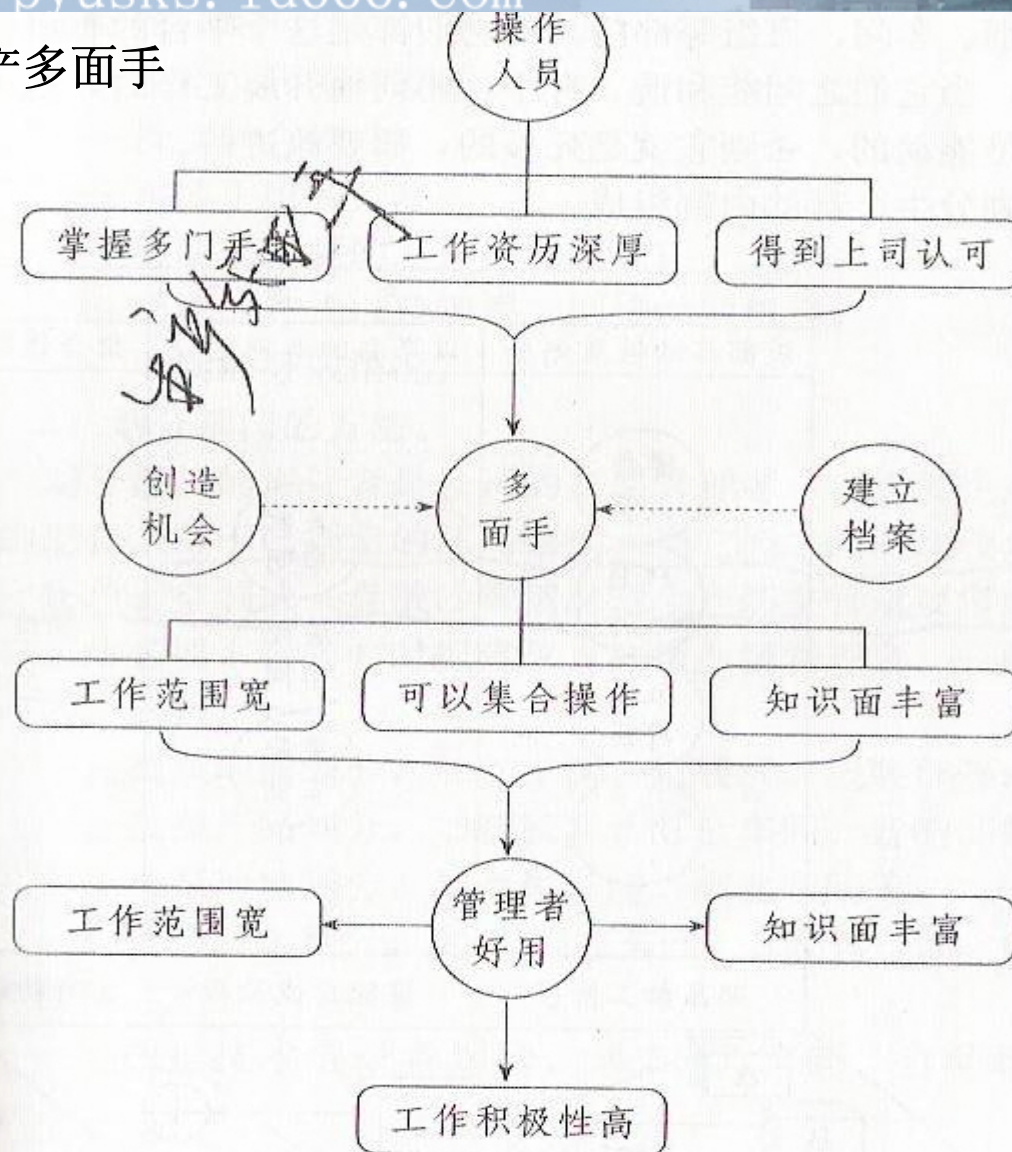 操作
人员
多面手
掌握多门手
工作资历深厚
得到上司认可
创造
机会
多
面手
建立
档案
工作范围宽
可以集合操作
知识面丰富
工作范围宽
管理者
好用
知识面丰富
工作积极性高